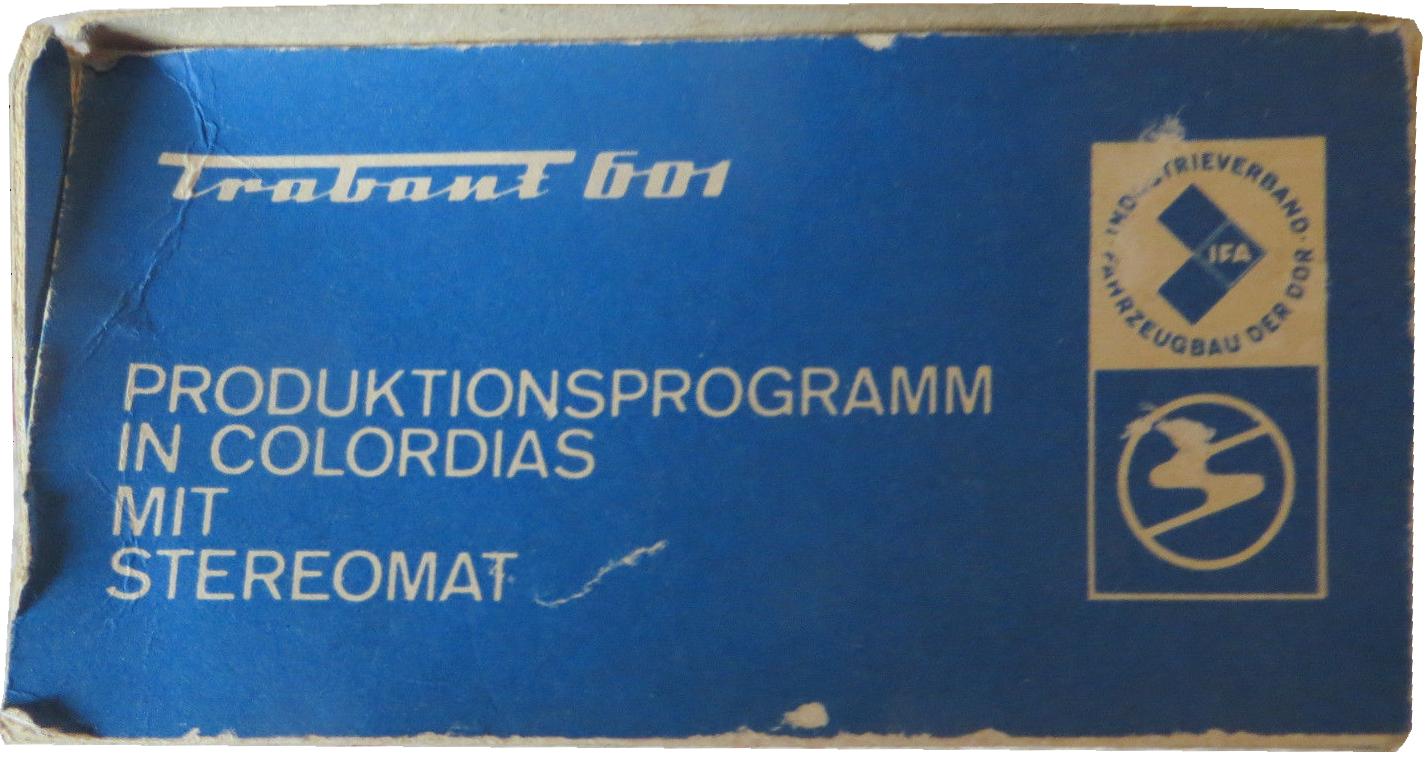 Trabant 601
PRODUKTIONSPROGRAMM
IN COLORDIAS
MIT
STEREOMAT
INDUSTRIEVERBAND
FAHRZEUGBAU DER DDR
IFA